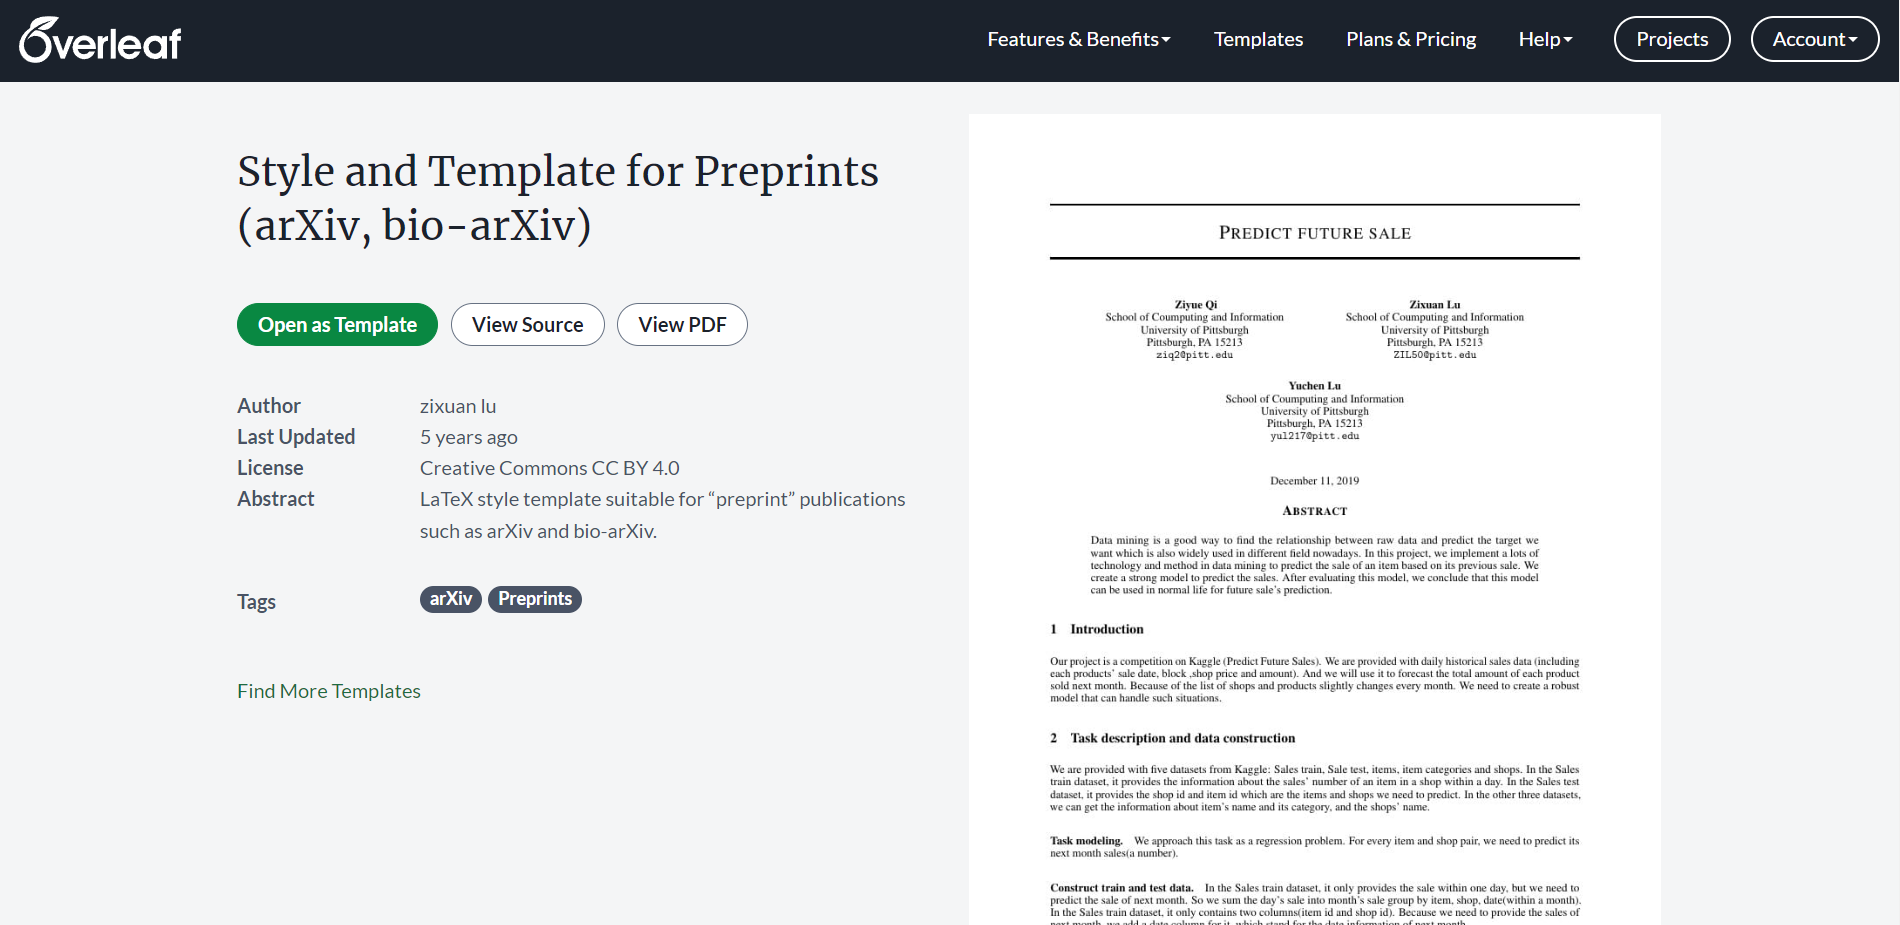 Overleaf
Features & Benefits
Templates
Plans & Pricing
Help
Projects
Account
Style and Template for Preprints
(arXiv, bio-arXiv)
Open as Template
View Source
View PDF
Author
zixuan lu
Last Updated
5 years ago
License
Creative Commons CC BY 4.0
Abstract
LaTeX style template suitable for “preprint” publications
such as arXiv and bio-arXiv.
Tags
arXiv
Preprints
Find More Templates
PREDICT FUTURE SALE
Ziyue Qi
School of Coumputing and Information
University of Pittsburgh
Pittsburgh, PA 15213
ziq2@pitt.edu
Zixuan Lu
School of Coumputing and Information
University of Pittsburgh
Pittsburgh, PA 15213
ZIL50@pitt.edu
Yuchen Lu
School of Coumputing and Information
University of Pittsburgh
Pittsburgh, PA 15213
yul217@pitt.edu
December 11, 2019
ABSTRACT
Data mining is a good way to find the relationship between raw data and predict the target we
want which is also widely used in different field nowadays. In this project, we implement a lots of
technology and method in data mining to predict the sale of an item based on its previous sale. We
create a strong model to predict the sales. After evaluating this model, we conclude that this model
can be used in normal life for future sale’s prediction.
1 Introduction
Our project is a competition on Kaggle (Predict Future Sales). We are provided with daily historical sales data (including
each products’ sale date, block ,shop price and amount). And we will use it to forecast the total amount of each product
sold next month. Because of the list of shops and products slightly changes every month. We need to create a robust
model that can handle such situations.
2 Task description and data construction
We are provided with five datasets from Kaggle: Sales train, Sale test, items, item categories and shops. In the Sales
train dataset, it provides the information about the sales’ number of an item in a shop within a day. In the Sales test
dataset, it provides the shop id and item id which are the items and shops we need to predict. In the other three datasets,
we can get the information about item’s name and its category, and the shops’ name.
Task modeling. We approach this task as a regression problem. For every item and shop pair, we need to predict its
next month sales(a number).
Construct train and test data. In the Sales train dataset, it only provides the sale within one day, but we need to
predict the sale of next month. So we sum the day’s sale into month’s sale group by item, shop, date(within a month).
In the Sales train dataset, it only contains two columns(item id and shop id). Because we need to provide the sales of
next month, we add a date column for it, which stand for the date information of next month.